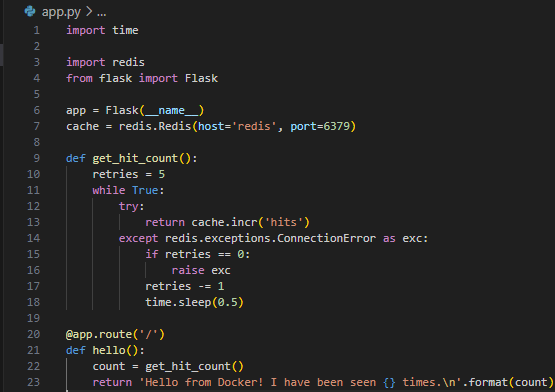 app.py > ...
1 import time
2
3 import redis
4 from flask import Flask
5
6 app = Flask(__name__)
7 cache = redis.Redis(host='redis', port=6379)
8
9 def get_hit_count():
10     retries = 5
11     while True:
12         try:
13             return cache.incr('hits')
14         except redis.exceptions.ConnectionError as exc:
15             if retries == 0:
16                 raise exc
17             retries -= 1
18             time.sleep(0.5)
19
20 @app.route('/')
21 def hello():
22     count = get_hit_count()
23     return 'Hello from Docker! I have been seen {} times.\n'.format(count)